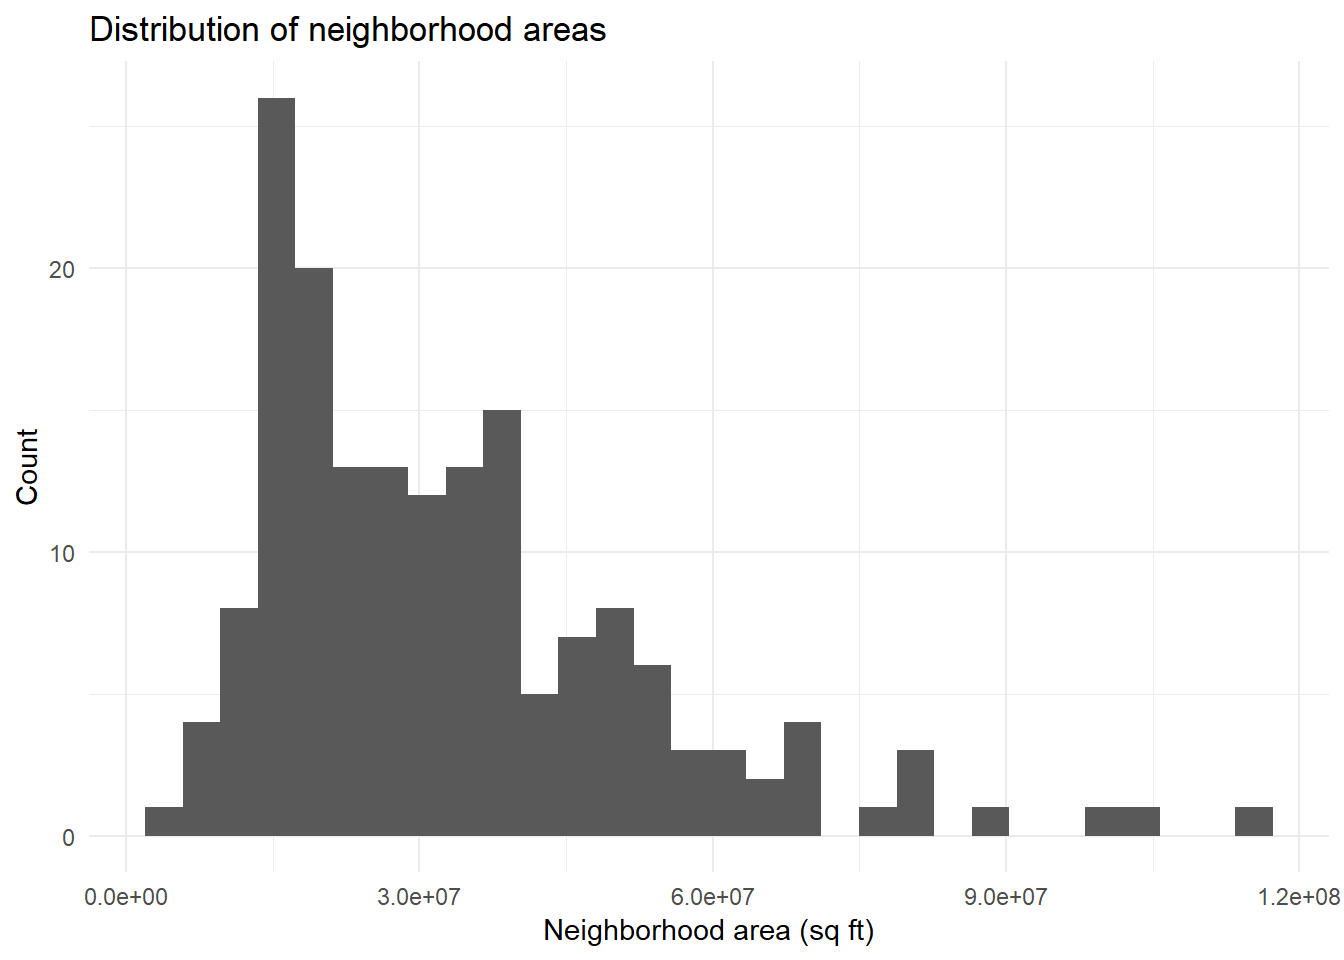 Distribution of neighborhood areas
Count
20
10
0
0.0e+00 3.0e+07 6.0e+07 9.0e+07 1.2e+08
Neighborhood area (sq ft)